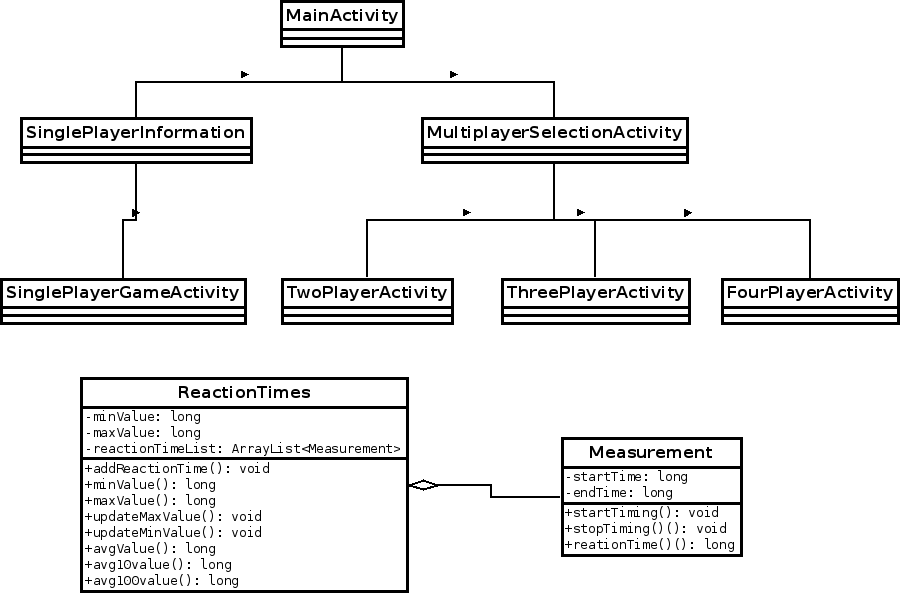 MainActivity
SinglePlayerInformation
MultiplayerSelectionActivity
SinglePlayerGameActivity
TwoPlayerActivity
ThreePlayerActivity
FourPlayerActivity
ReactionTimes
-minValue: long
-maxValue: long
-reactionTimeList: ArrayList<Measurement>
+addReactionTime(): void
+minValue(): long
+maxValue(): long
+updateMaxValue(): void
+updateMinValue(): void
+avgValue(): long
+avg10value(): long
+avg100value(): long
Measurement
-startTime: long
-endTime: long
+startTiming(): void
+stopTiming()(): void
+reationTime()(): long